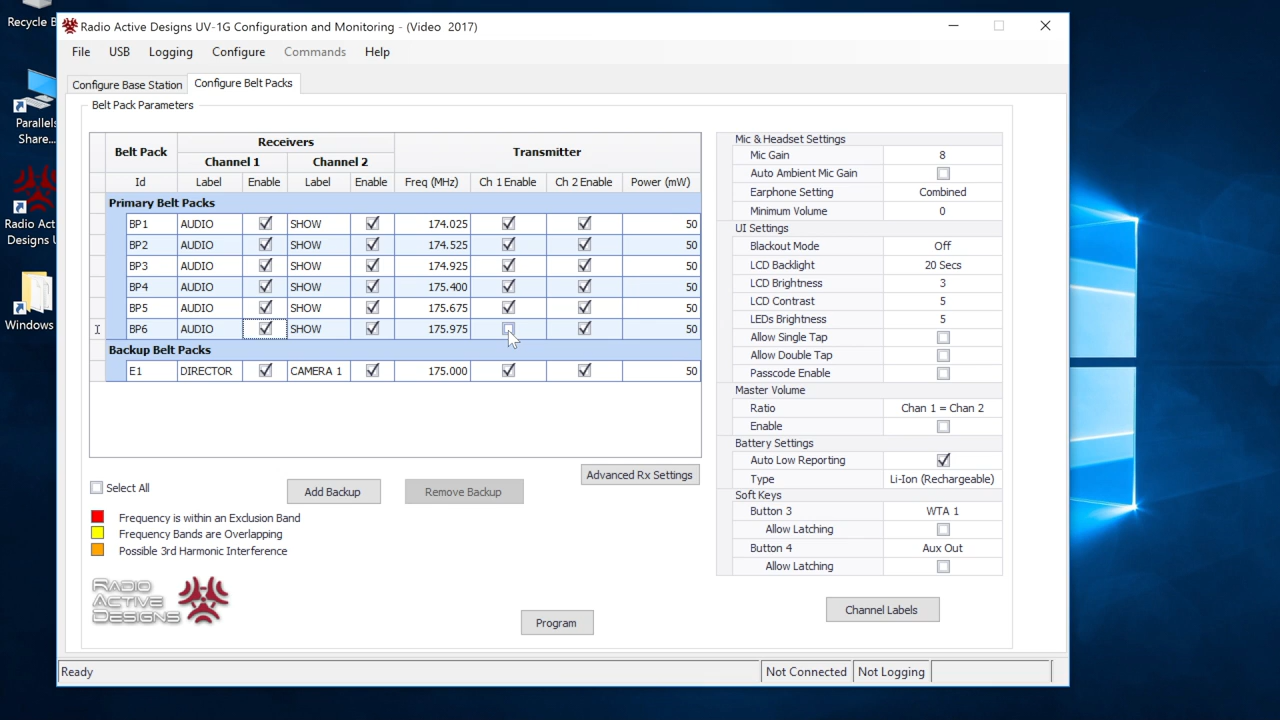 Recycle B
Radio Active Designs UV-1G Configuration and Monitoring - (Video 2017)
File USB Logging Configure Commands Help
Configure Base Station Configure Belt Packs
Belt Pack Parameters
Parallels
Share...
Radio Act
Designs U
Windows
Belt Pack Receivers Transmitter
Channel 1 Channel 2
Id Label Enable Label Enable Freq (MHz) Ch 1 Enable Ch 2 Enable Power (mW)
Primary Belt Packs
BP1 AUDIO SHOW 174.025 50
BP2 AUDIO SHOW 174.525 50
BP3 AUDIO SHOW 174.925 50
BP4 AUDIO SHOW 175.400 50
BP5 AUDIO SHOW 175.675 50
BP6 AUDIO SHOW 175.975 50
Backup Belt Packs
E1 DIRECTOR CAMERA 1 175.000 50
Mic & Headset Settings
Mic Gain 8
Auto Ambient Mic Gain
Earphone Setting Combined
Minimum Volume 0
UI Settings
Blackout Mode Off
LCD Backlight 20 Secs
LCD Brightness 3
LCD Contrast 5
LEDs Brightness 5
Allow Single Tap
Allow Double Tap
Passcode Enable
Master Volume
Ratio Chan 1 = Chan 2
Enable
Battery Settings
Auto Low Reporting
Type Li-Ion (Rechargeable)
Soft Keys
Button 3 WTA 1
Allow Latching
Button 4 Aux Out
Allow Latching
Advanced Rx Settings
Select All Add Backup Remove Backup
Frequency is within an Exclusion Band
Frequency Bands are Overlapping
Possible 3rd Harmonic Interference
RADIO
ACTIVE
DESIGNS
Channel Labels
Program
Ready Not Connected Not Logging